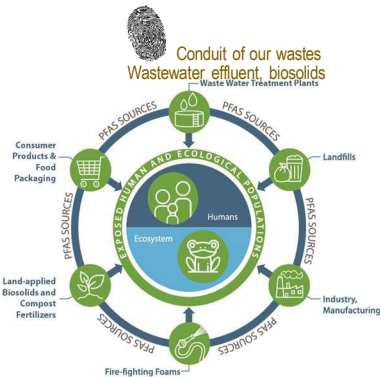 Conduit of our wastes
Wastewater effluent, biosolids
Waste Water Treatment Plants
PFAS SOURCES
PFAS SOURCES
Consumer
Products &
Food
Packaging
Landfills
EXPOSED HUMAN AND ECOLOGICAL POPULATIONS
Humans
Ecosystem
PFAS SOURCES
PFAS SOURCES
Land-applied
Biosolids and
Compost
Fertilizers
Industry,
Manufacturing
PFAS SOURCES
PFAS SOURCES
Fire-fighting Foams